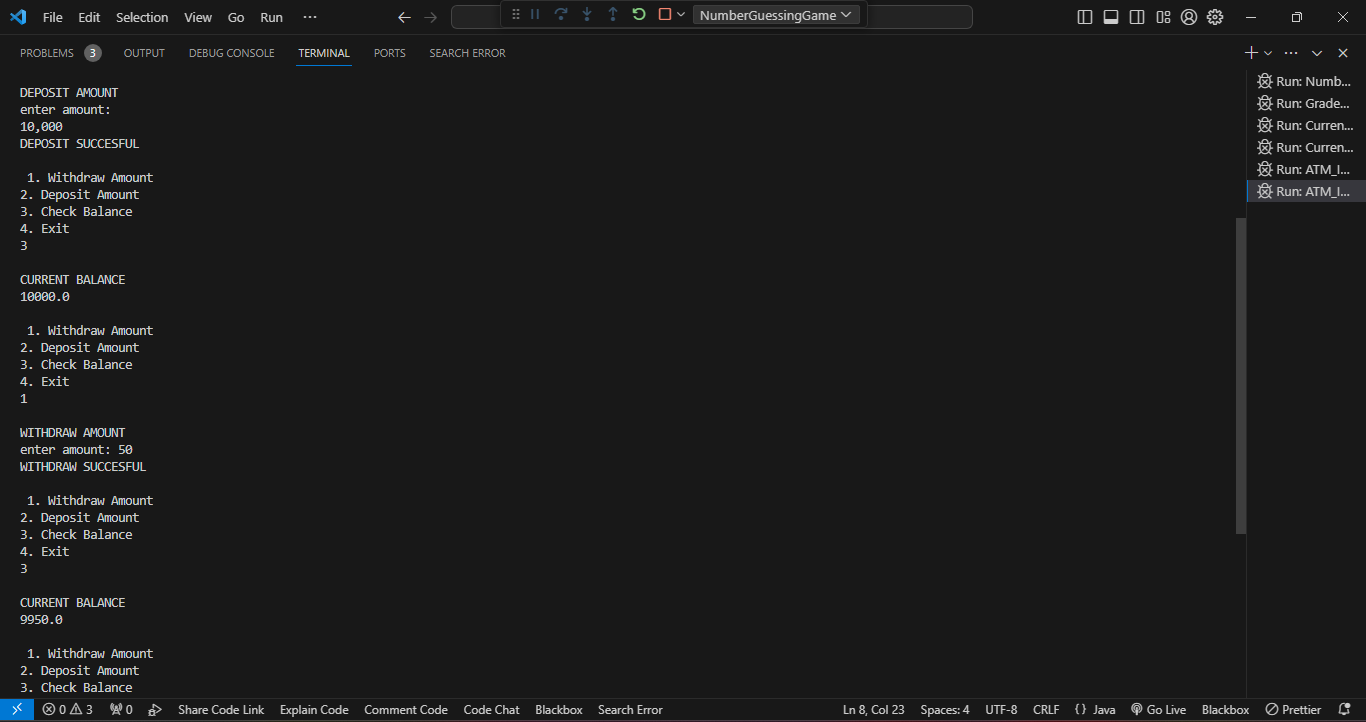 File Edit Selection View Go Run ··· NumberGuessingGame
PROBLEMS 3 OUTPUT DEBUG CONSOLE TERMINAL PORTS SEARCH ERROR
DEPOSIT AMOUNT
enter amount:
10,000
DEPOSIT SUCCESFUL
1. Withdraw Amount
2. Deposit Amount
3. Check Balance
4. Exit
3
CURRENT BALANCE
10000.0
1. Withdraw Amount
2. Deposit Amount
3. Check Balance
4. Exit
1
WITHDRAW AMOUNT
enter amount: 50
WITHDRAW SUCCESFUL
1. Withdraw Amount
2. Deposit Amount
3. Check Balance
4. Exit
3
CURRENT BALANCE
9950.0
1. Withdraw Amount
2. Deposit Amount
3. Check Balance
Run: Numb...
Run: Grade...
Run: Curren...
Run: Curren...
Run: ATM_I...
Run: ATM_I...
0 3 0 Share Code Link Explain Code Comment Code Code Chat Blackbox Search Error Ln 8, Col 23 Spaces: 4 UTF-8 CRLF {} Java Go Live Blackbox Prettier